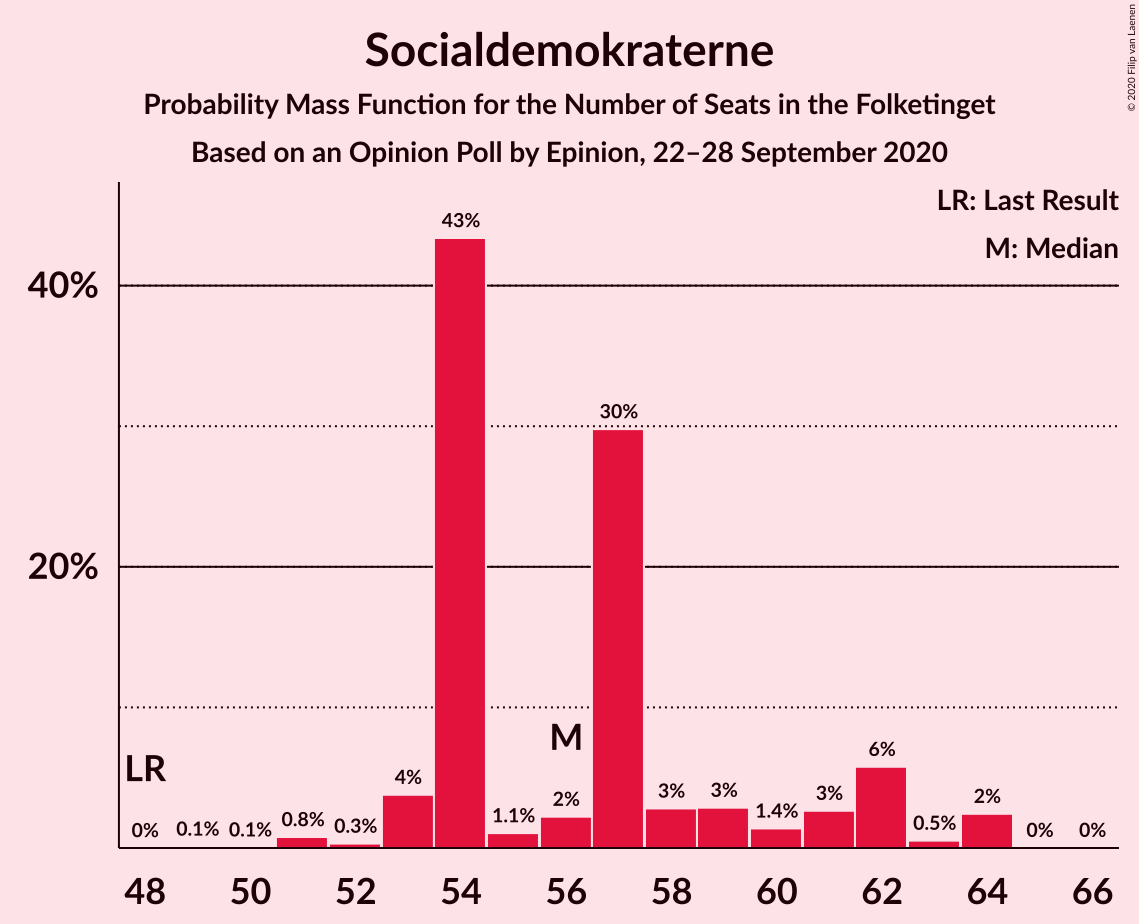 Socialdemokraterne
Probability Mass Function for the Number of Seats in the Folketinget
Based on an Opinion Poll by Epinion, 22–28 September 2020
© 2020 Filip van Laenen
LR: Last Result
M: Median
43%
40%
30%
20%
M
LR
0%
0.1%
0.1%
0.8%
0.3%
4%
1.1%
2%
3%
3%
1.4%
3%
6%
0.5%
2%
0%
0%
48 50 52 54 56 58 60 62 64 66